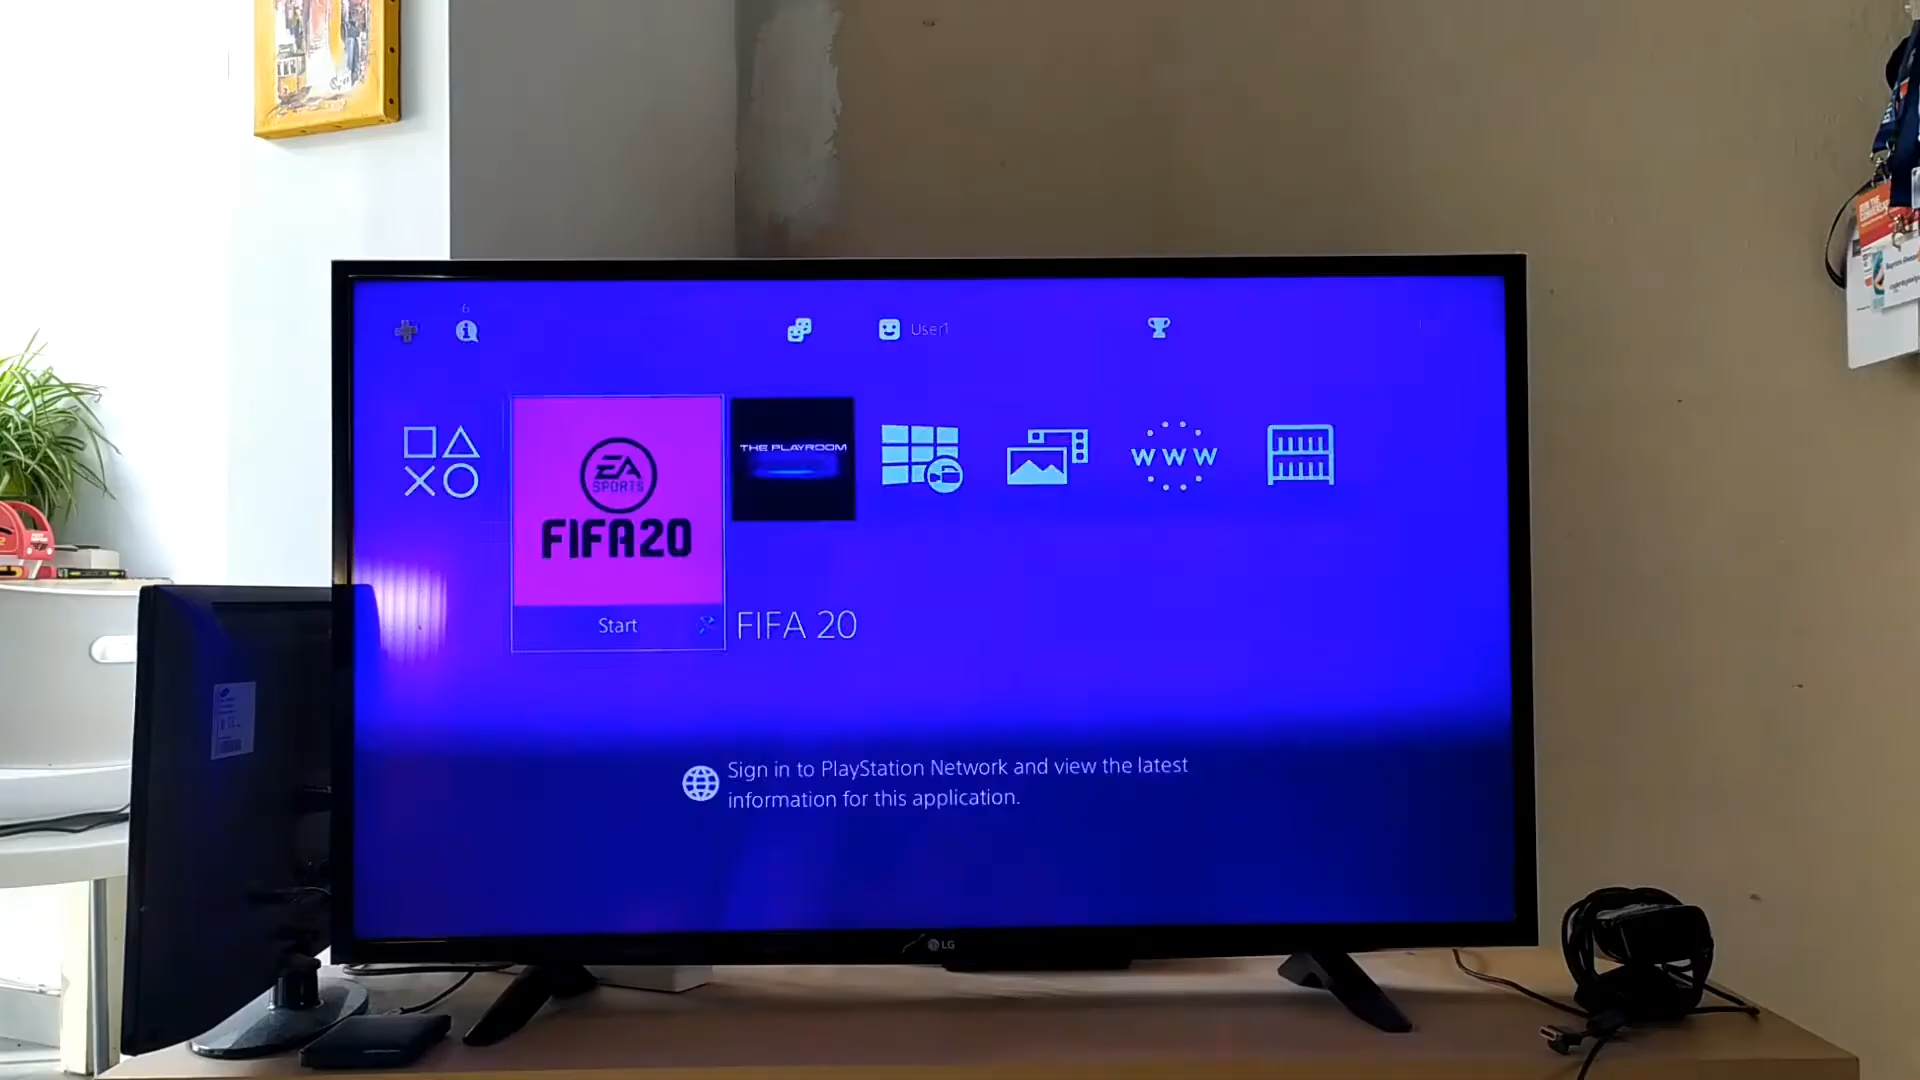 6
User1
EA
SPORTS
FIFA20
THE PLAYROOM
WWW
Start
FIFA 20
Sign in to PlayStation Network and view the latest
information for this application.
LG